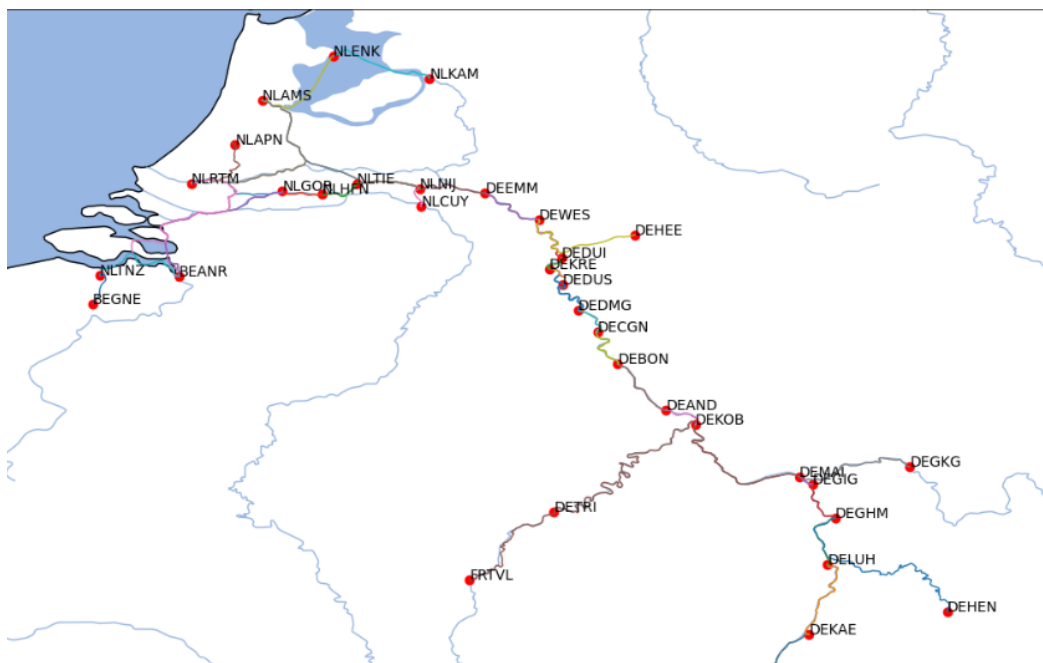 NLENK
NLKAM
NLAMS
NLAPN
NLRTM
NLGOR
NLHFN
NLTIE
NLNIJ
NLCUY
DEEMM
DEWES
DEHEE
DEDUI
DEKRE
DEDUS
NLTNZ
BEANR
BEGNE
DEDMG
DECGN
DEBON
DEAND
DEKOB
DEMAI
DEGKG
DEGIG
DETRI
DEGHM
FRTVL
DELUH
DEHEN
DEKAE